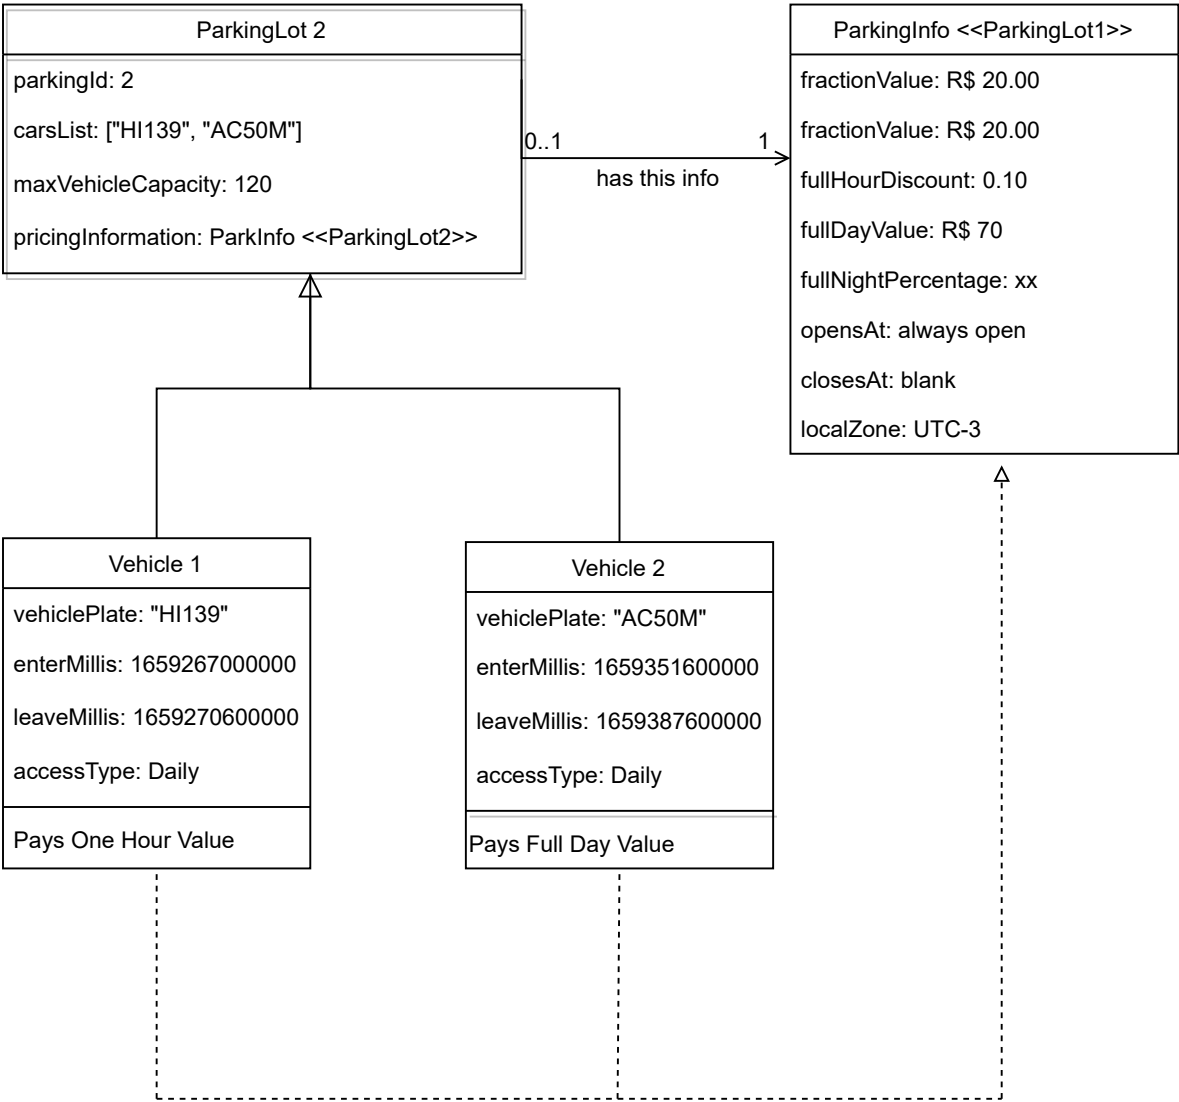 ParkingLot 2
parkingId: 2
carsList: ["HI139", "AC50M"]
maxVehicleCapacity: 120
pricingInformation: ParkInfo <<ParkingLot2>>
0..1
1
has this info
ParkingInfo <<ParkingLot1>>
fractionValue: R$ 20.00
fractionValue: R$ 20.00
fullHourDiscount: 0.10
fullDayValue: R$ 70
fullNightPercentage: xx
opensAt: always open
closesAt: blank
localZone: UTC-3
Vehicle 1
vehiclePlate: "HI139"
enterMillis: 1659267000000
leaveMillis: 1659270600000
accessType: Daily
Pays One Hour Value
Vehicle 2
vehiclePlate: "AC50M"
enterMillis: 1659351600000
leaveMillis: 1659387600000
accessType: Daily
Pays Full Day Value